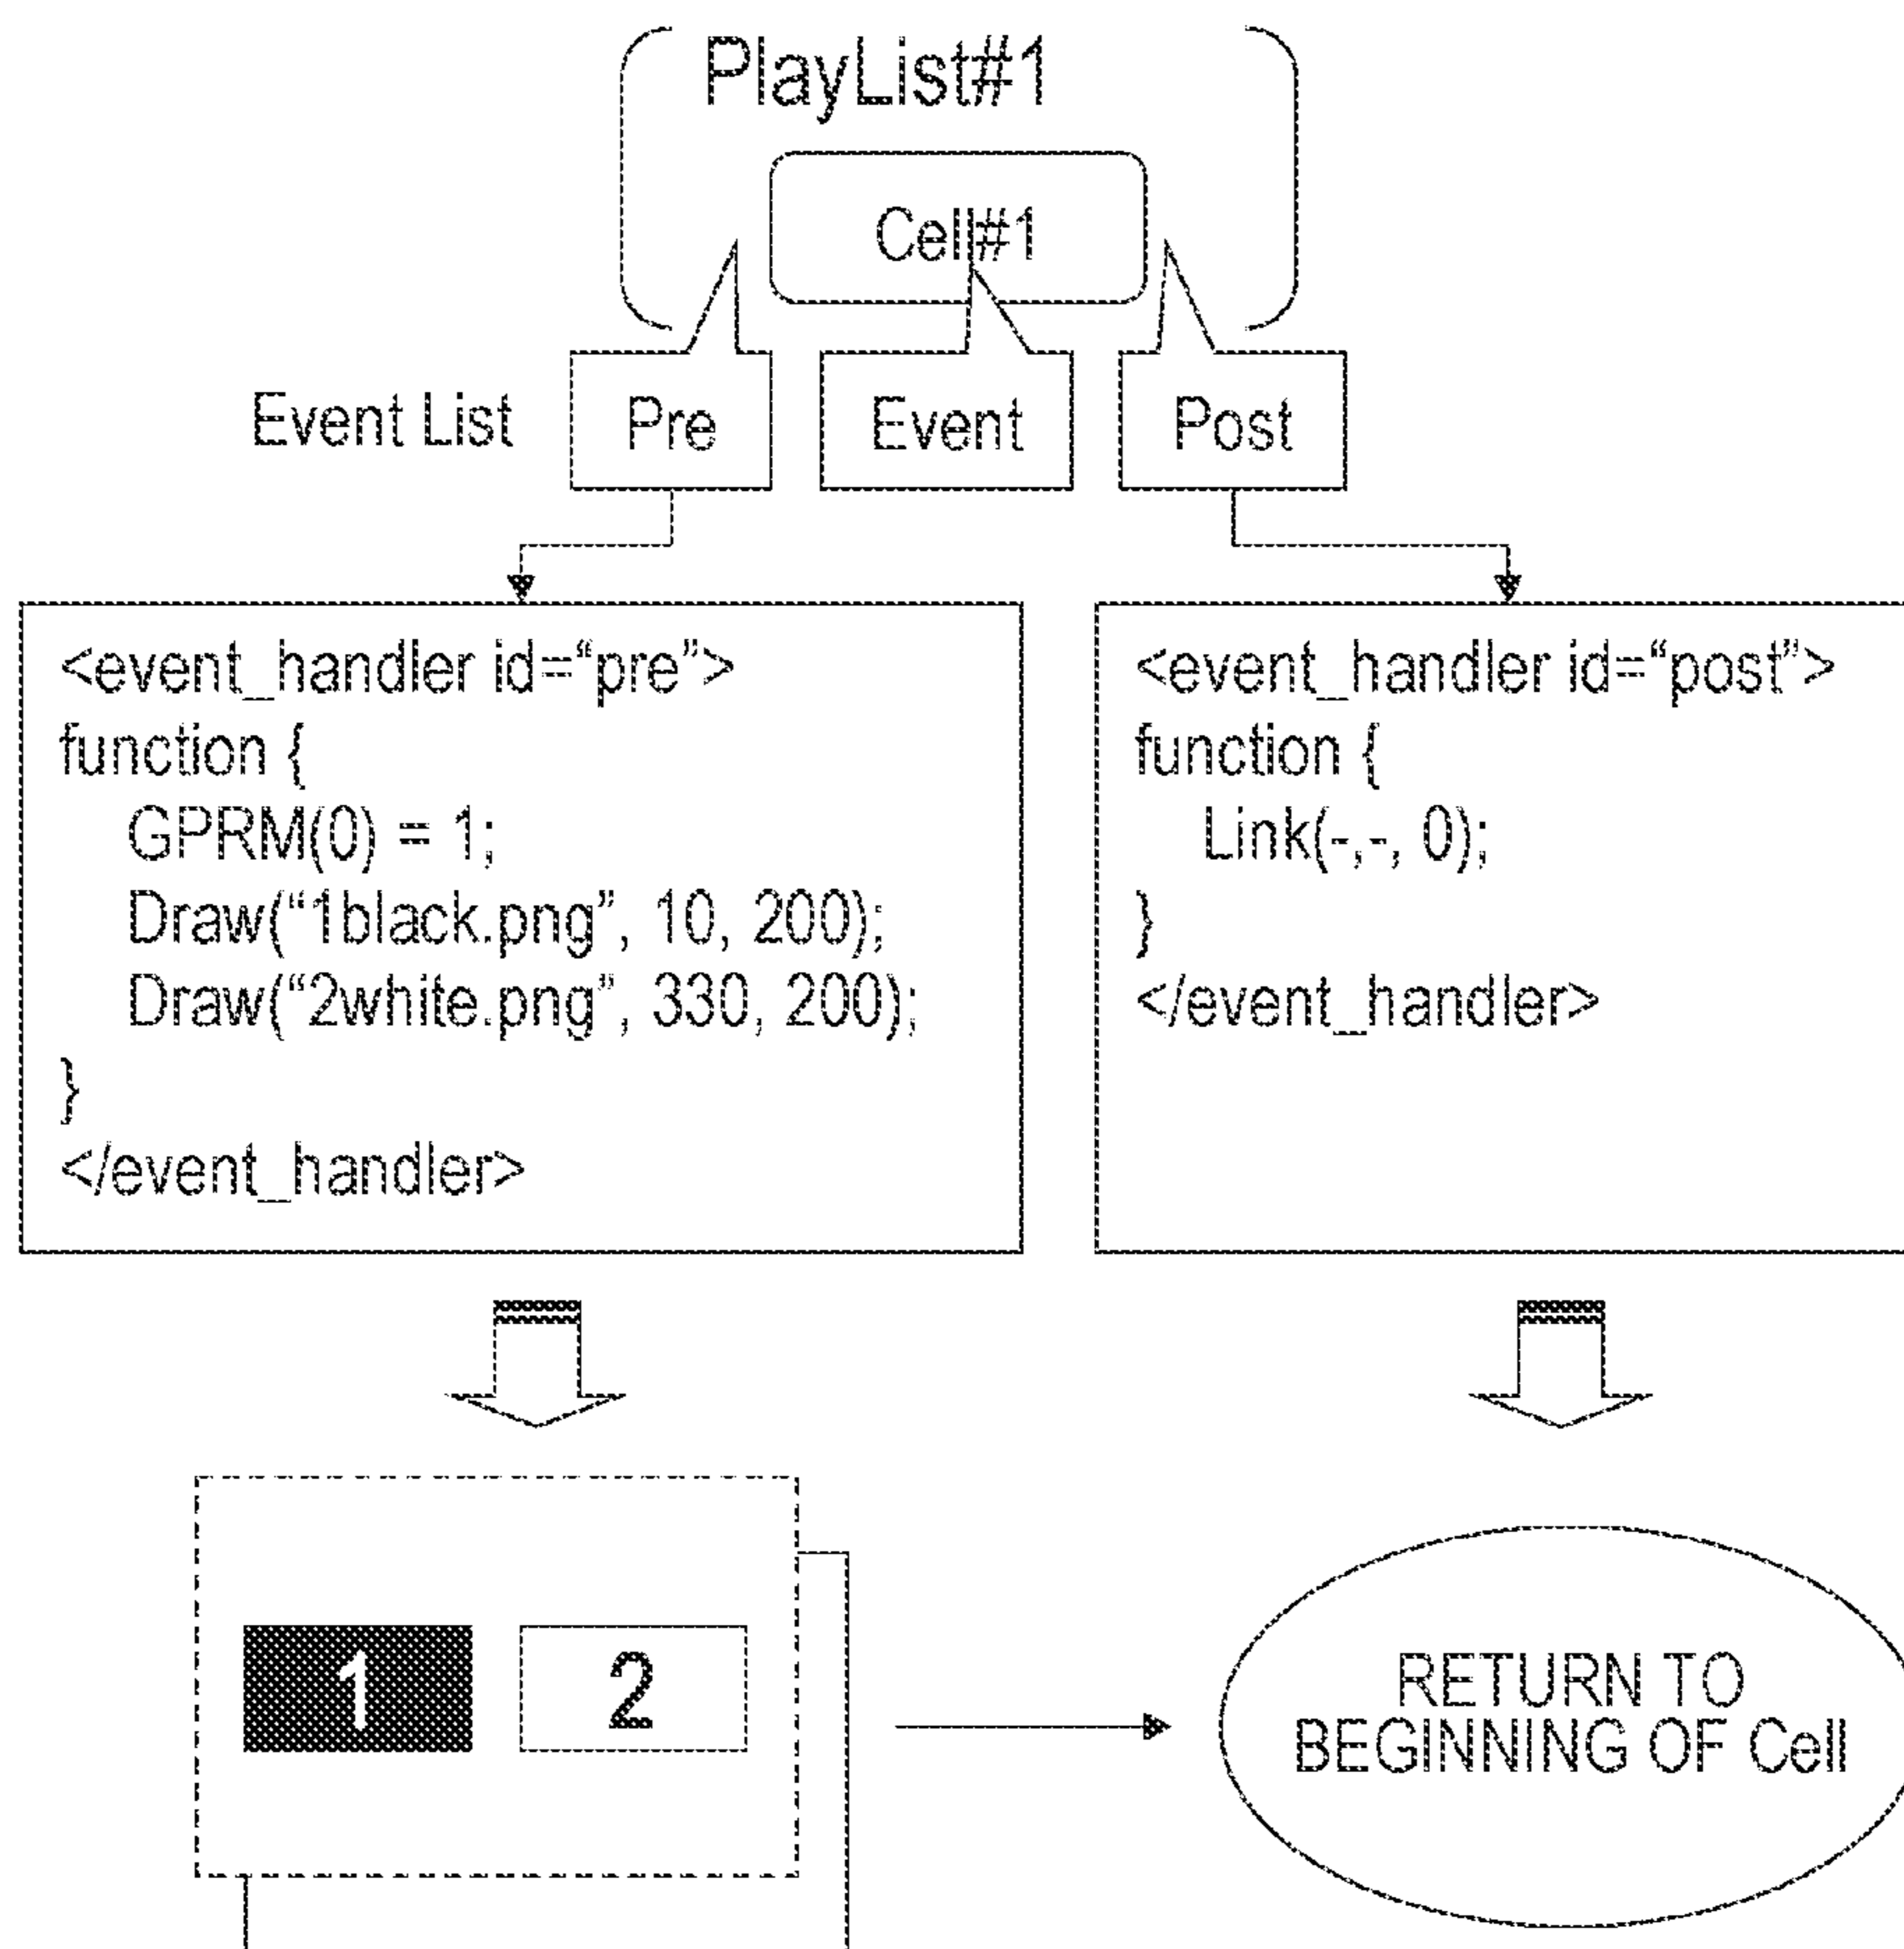 PlayList#1
Cell#1
Event List
Pre
Event
Post
<event_handler id=“pre”>
function {
GPRM(0) = 1;
Draw(“1black.png”, 10, 200);
Draw(“2white.png”, 330, 200);
}
</event_handler>
<event_handler id=“post”>
function {
Link(-,-, 0);
}
</event_handler>
1
2
RETURN TO
BEGINNING OF Cell